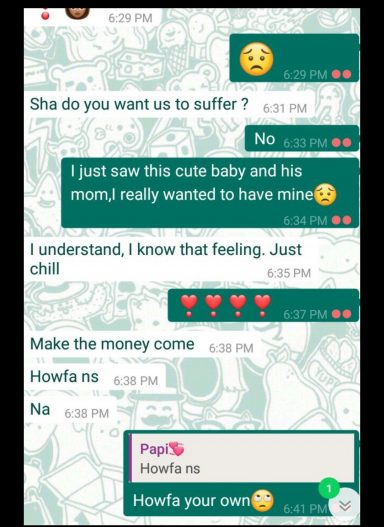 6:29 PM
😟
6:29 PM
Sha do you want us to suffer ? 6:31 PM
No 6:33 PM
I just saw this cute baby and his
mom,I really wanted to have mine😟
6:34 PM
I understand, I know that feeling. Just
chill 6:35 PM
❣️❣️❣️❣️ 6:37 PM
Make the money come 6:38 PM
Howfa ns 6:38 PM
Na 6:38 PM
Papi💘
Howfa ns
Howfa your own🙄 6:41 PM
1